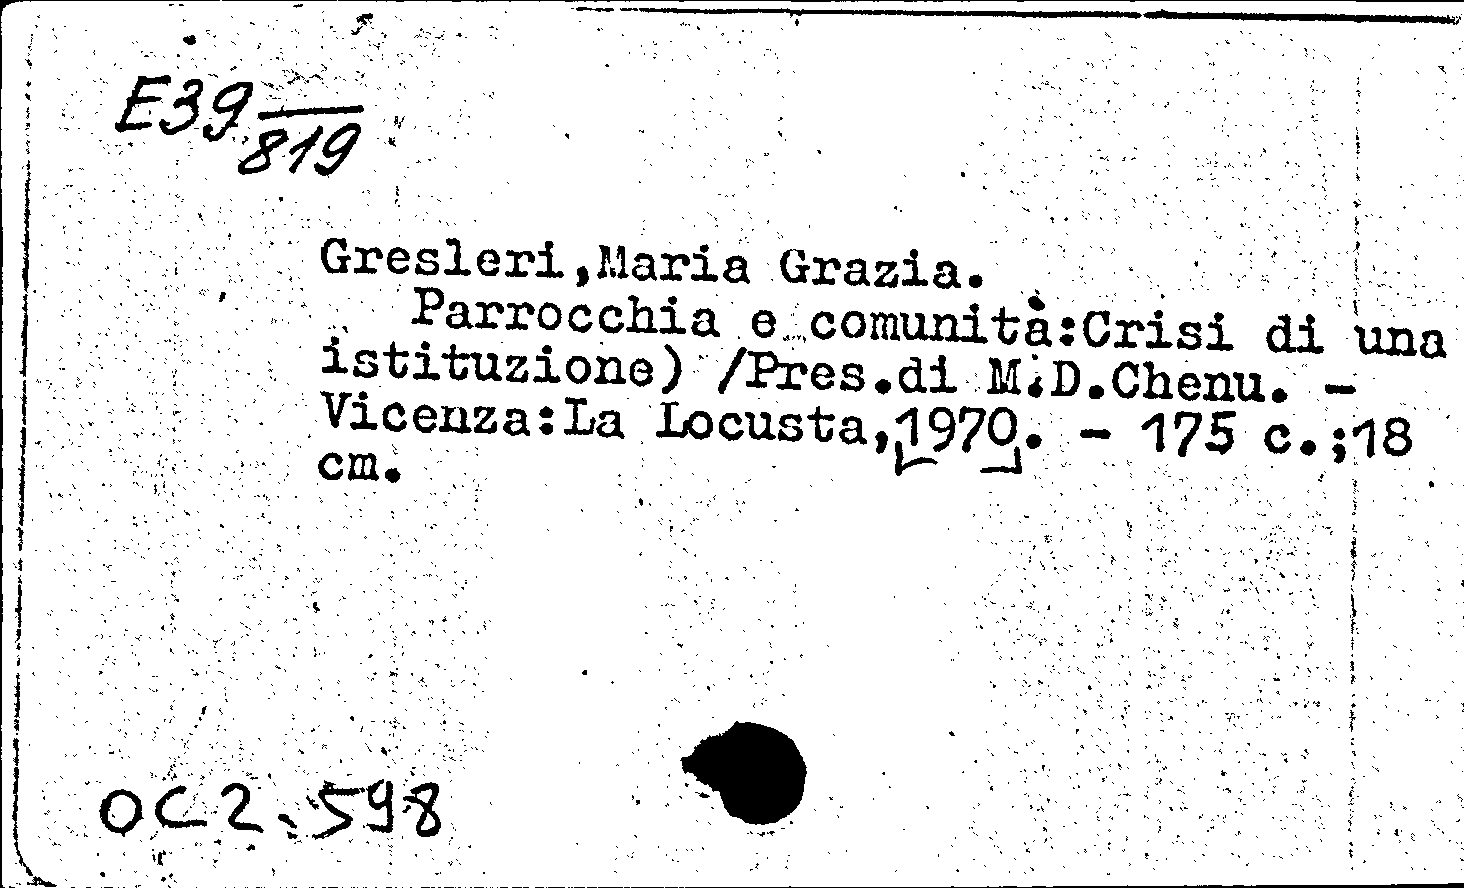 E39
819
Gresleri,Maria Grazia.
Parrocchia e comunità:Crisi di una
istituzione) /Pres.di M.D.Chenu. –
Vicenza:La Locusta,1970. – 175 c.;18
cm.
OC2.598